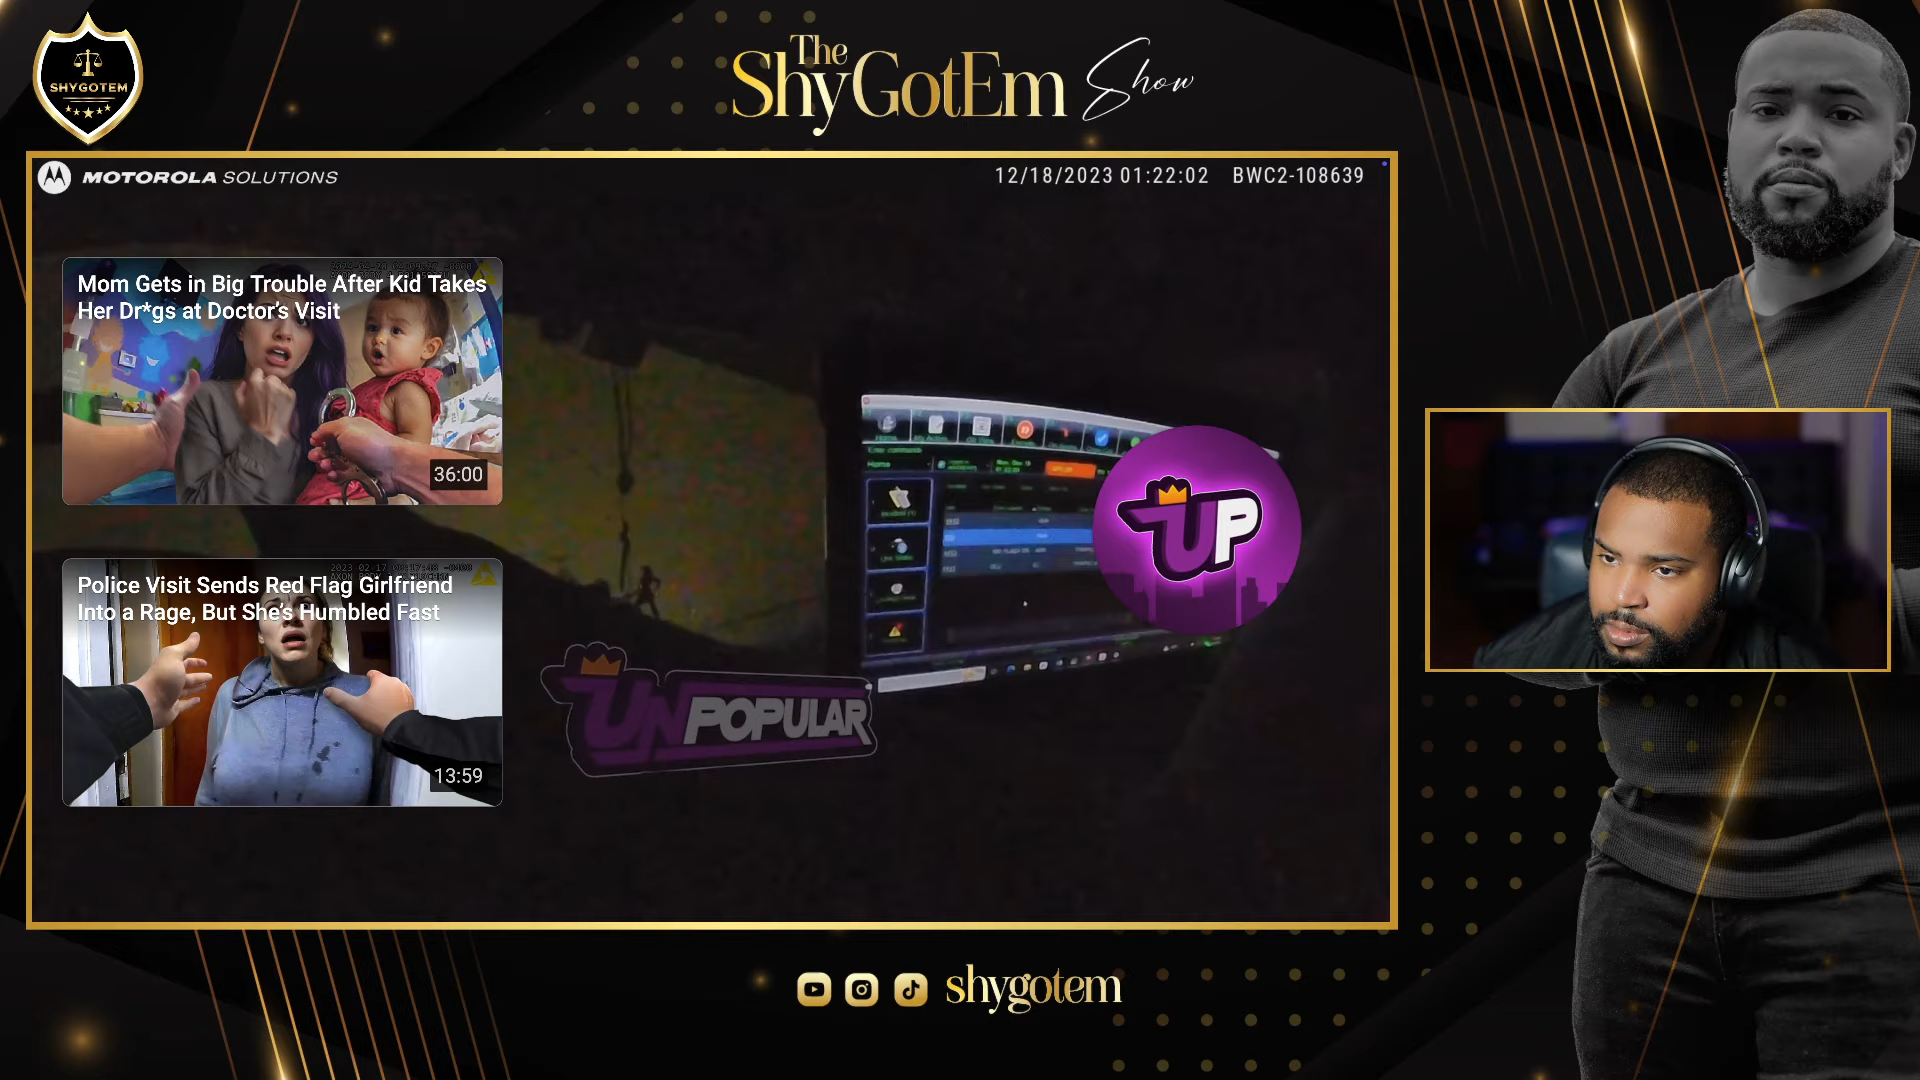 SHYGOTEM
The
ShyGotEm Show
MOTOROLA SOLUTIONS
12/18/2023 01:22:02 BWC2-108639
Mom Gets in Big Trouble After Kid Takes
Her Dr*gs at Doctor’s Visit
36:00
UP
Police Visit Sends Red Flag Girlfriend
Into a Rage, But She’s Humbled Fast
13:59
UNPOPULAR
shygotem